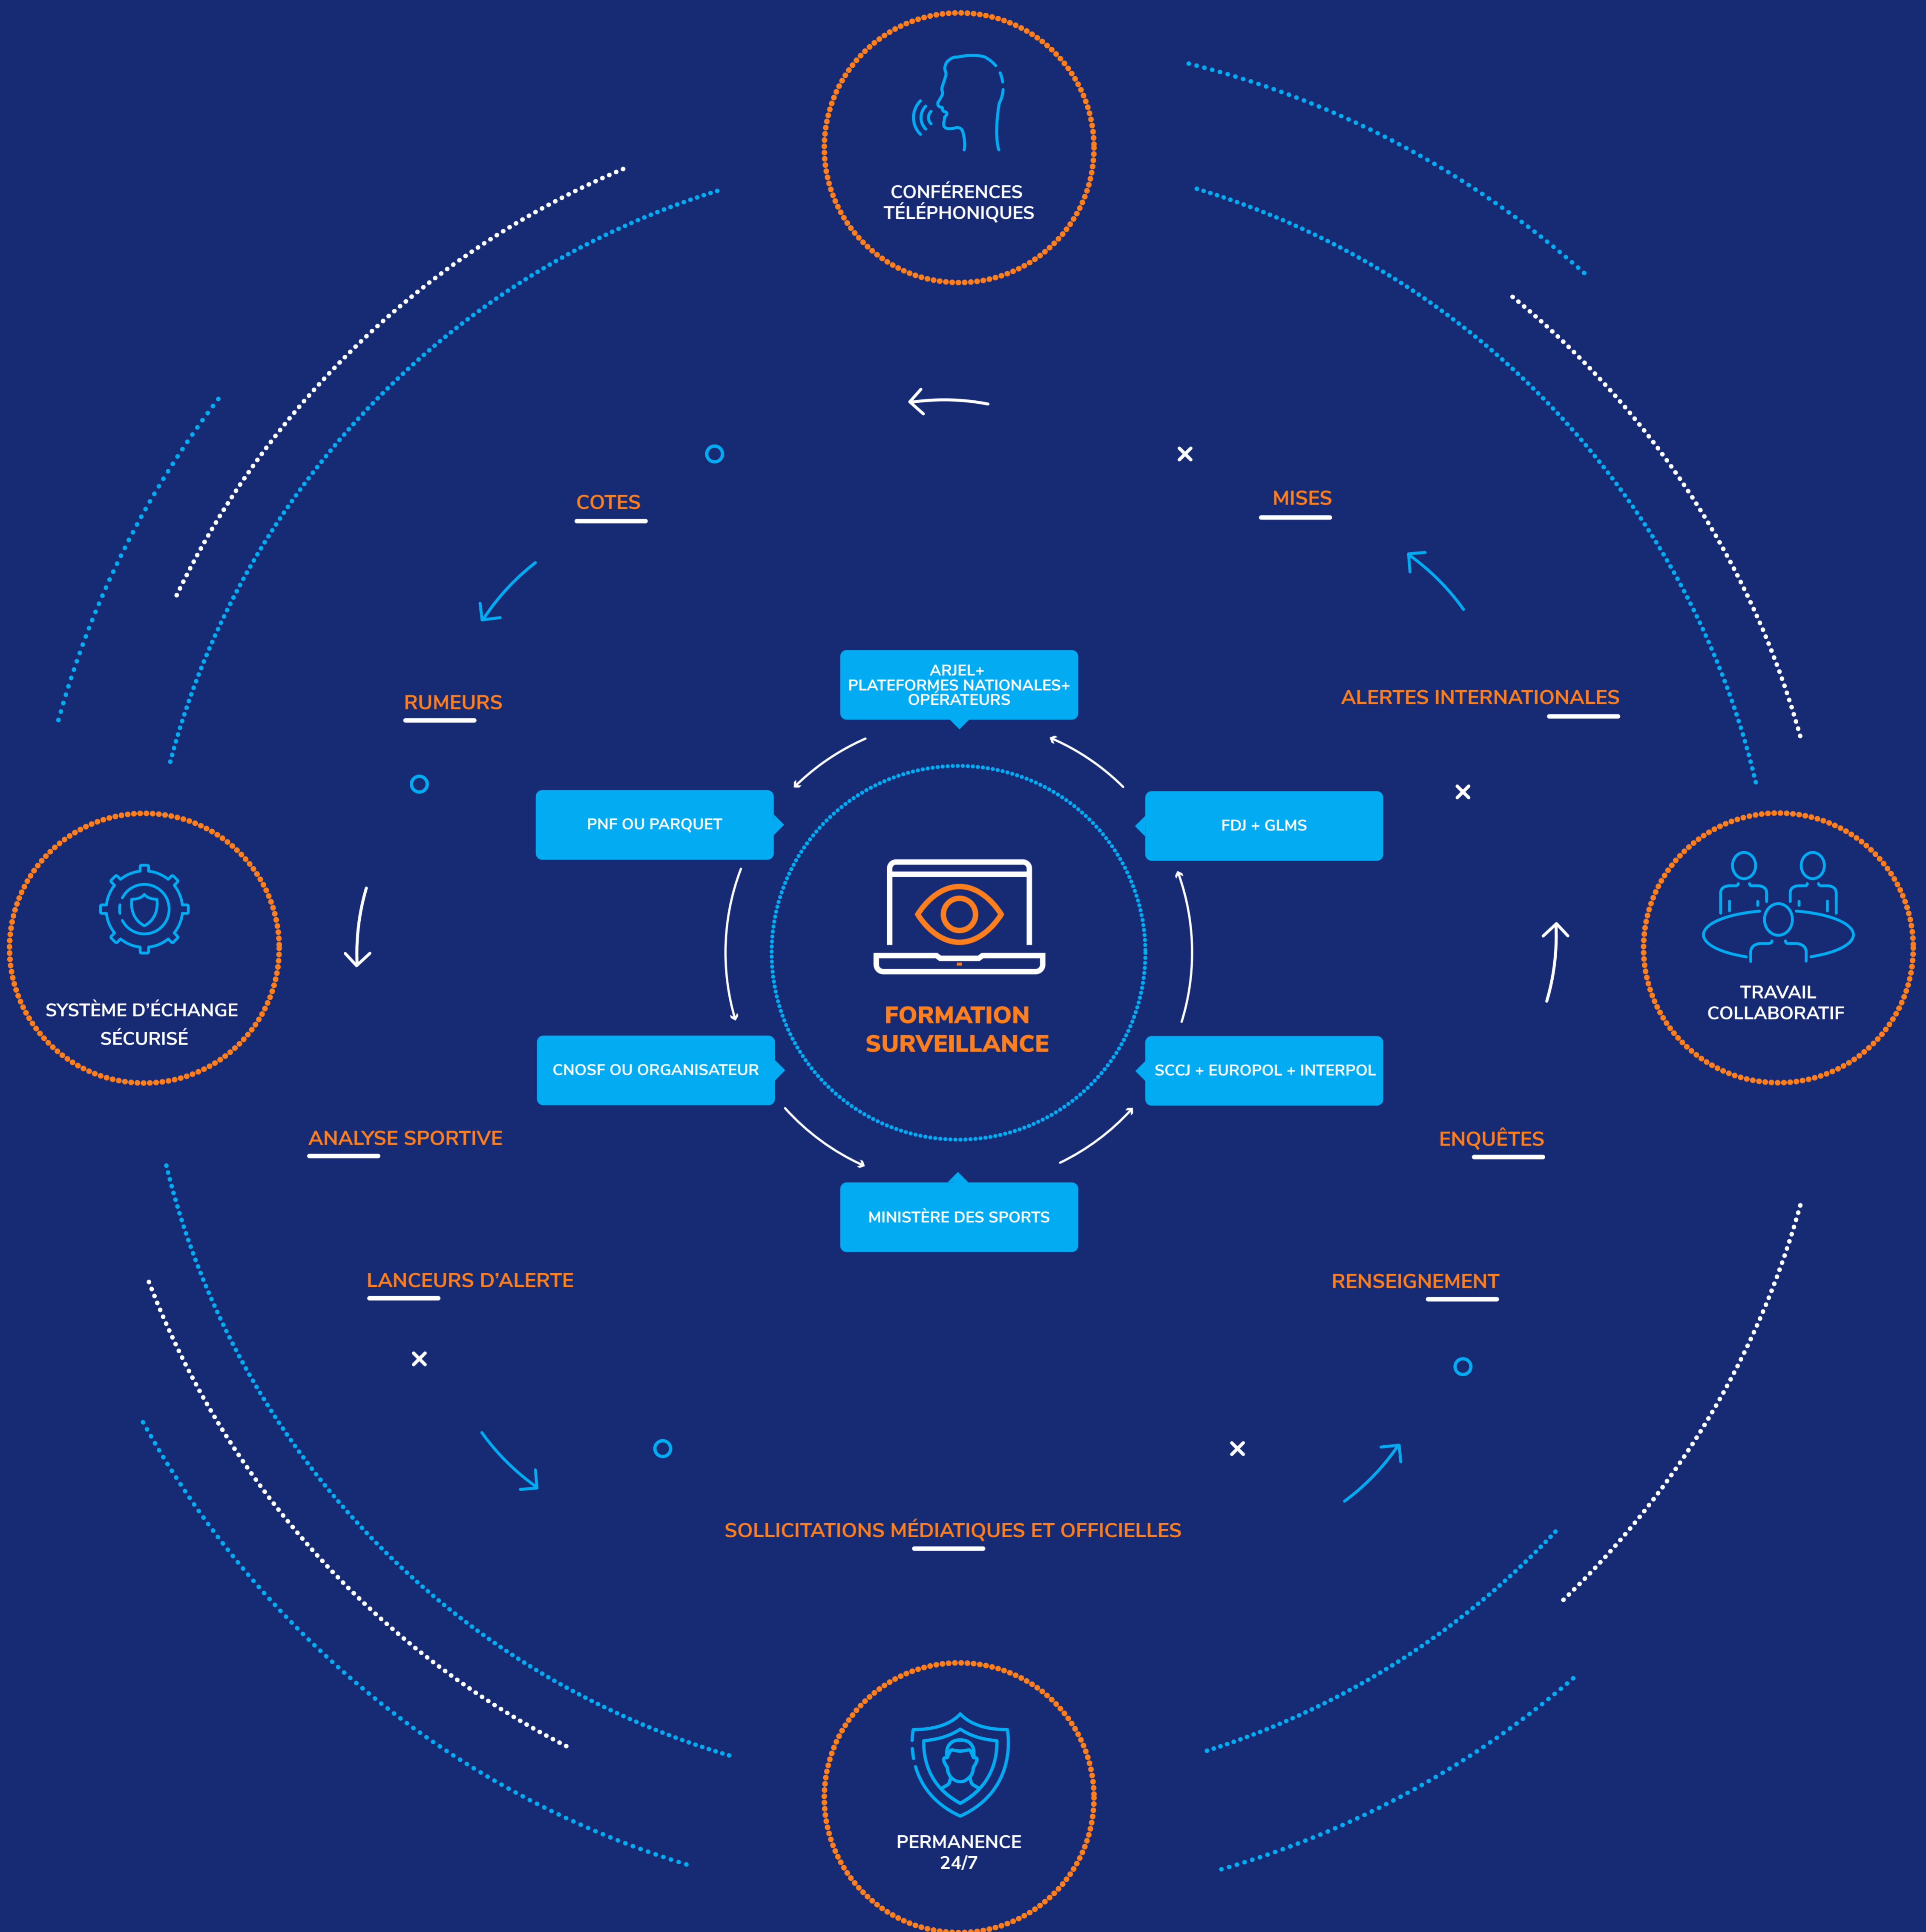 CONFÉRENCES
TÉLÉPHONIQUES
COTES
MISES
RUMEURS
ALERTES INTERNATIONALES
ARJEL+
PLATEFORMES NATIONALES+
OPÉRATEURS
PNF OU PARQUET
FDJ + GLMS
SYSTÈME D'ÉCHANGE
SÉCURISÉ
FORMATION
SURVEILLANCE
TRAVAIL
COLLABORATIF
CNOSF OU ORGANISATEUR
SCCJ + EUROPOL + INTERPOL
ANALYSE SPORTIVE
ENQUÊTES
MINISTÈRE DES SPORTS
LANCEURS D'ALERTE
RENSEIGNEMENT
SOLLICITATIONS MÉDIATIQUES ET OFFICIELLES
PERMANENCE
24/7